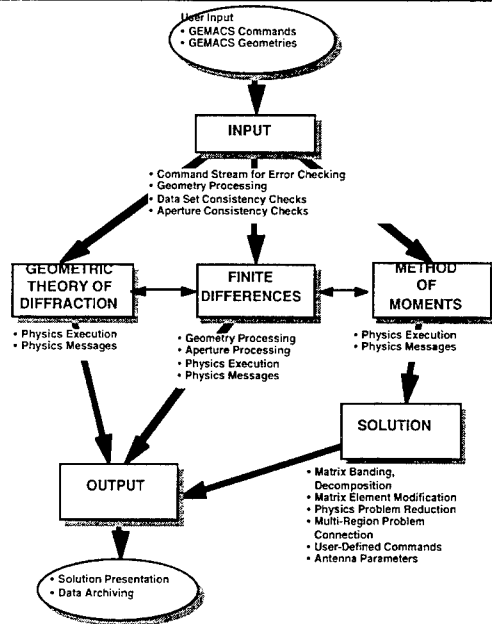 User Input
• GEMACS Commands
• GEMACS Geometries
INPUT
• Command Stream for Error Checking
• Geometry Processing
• Data Set Consistency Checks
• Aperture Consistency Checks
GEOMETRIC
THEORY OF
DIFFRACTION
FINITE
DIFFERENCES
METHOD
OF
MOMENTS
• Physics Execution
• Physics Messages
• Geometry Processing
• Aperture Processing
• Physics Execution
• Physics Messages
• Physics Execution
• Physics Messages
SOLUTION
• Matrix Banding,
Decomposition
• Matrix Element Modification
• Physics Problem Reduction
• Multi-Region Problem
Connection
• User-Defined Commands
• Antenna Parameters
OUTPUT
• Solution Presentation
• Data Archiving